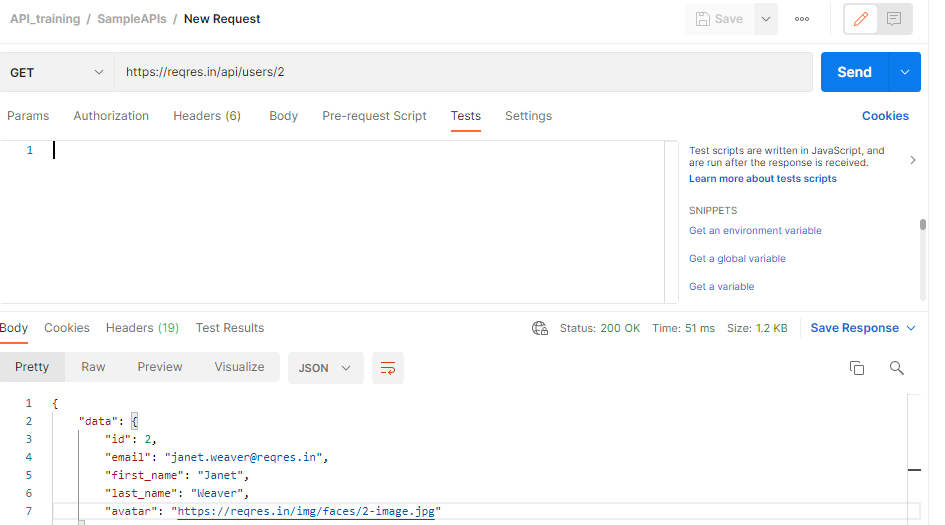 API_training / SampleAPIs / New Request
Save
GET
https://reqres.in/api/users/2
Send
Params Authorization Headers (6) Body Pre-request Script Tests Settings Cookies
1
Test scripts are written in JavaScript, and
are run after the response is received.
Learn more about tests scripts
SNIPPETS
Get an environment variable
Get a global variable
Get a variable
Body Cookies Headers (19) Test Results Status: 200 OK Time: 51 ms Size: 1.2 KB Save Response
Pretty Raw Preview Visualize JSON
1 {
2 "data": {
3 "id": 2,
4 "email": "janet.weaver@reqres.in",
5 "first_name": "Janet",
6 "last_name": "Weaver",
7 "avatar": "https://reqres.in/img/faces/2-image.jpg"